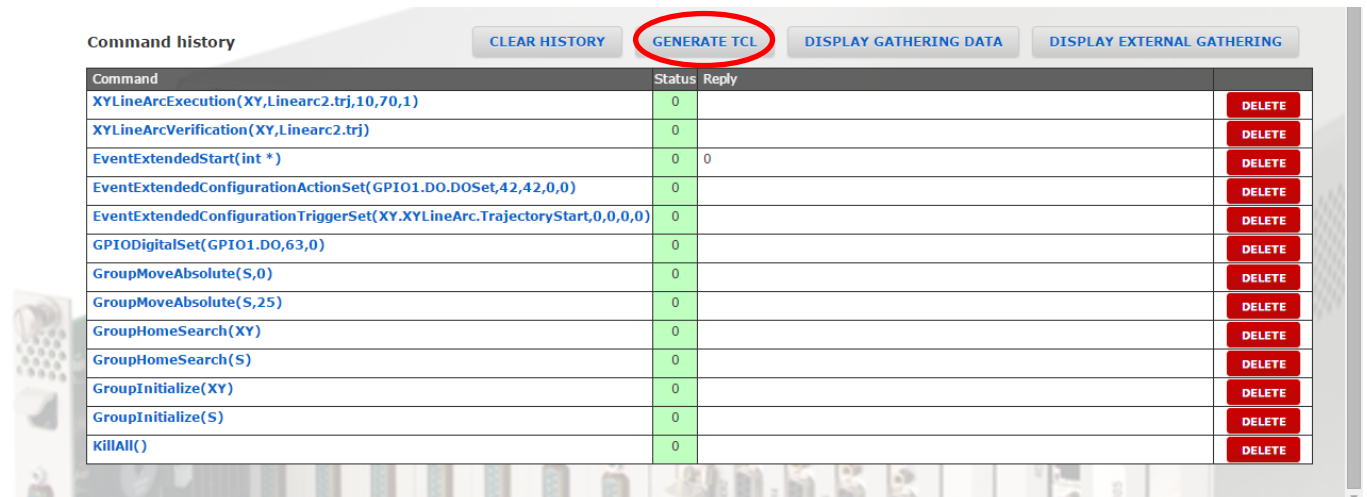 Command history CLEAR HISTORY GENERATE TCL DISPLAY GATHERING DATA DISPLAY EXTERNAL GATHERING
Command Status Reply
XYLineArcExecution(XY,Linearc2.trj,10,70,1) 0 DELETE
XYLineArcVerification(XY,Linearc2.trj) 0 DELETE
EventExtendedStart(int *) 0 0 DELETE
EventExtendedConfigurationActionSet(GPIO1.DO.DOSet,42,42,0,0) 0 DELETE
EventExtendedConfigurationTriggerSet(XY.XYLineArc.TrajectoryStart,0,0,0,0) 0 DELETE
GPIODigitalSet(GPIO1.DO,63,0) 0 DELETE
GroupMoveAbsolute(S,0) 0 DELETE
GroupMoveAbsolute(S,25) 0 DELETE
GroupHomeSearch(XY) 0 DELETE
GroupHomeSearch(S) 0 DELETE
GroupInitialize(XY) 0 DELETE
GroupInitialize(S) 0 DELETE
KillAll() 0 DELETE